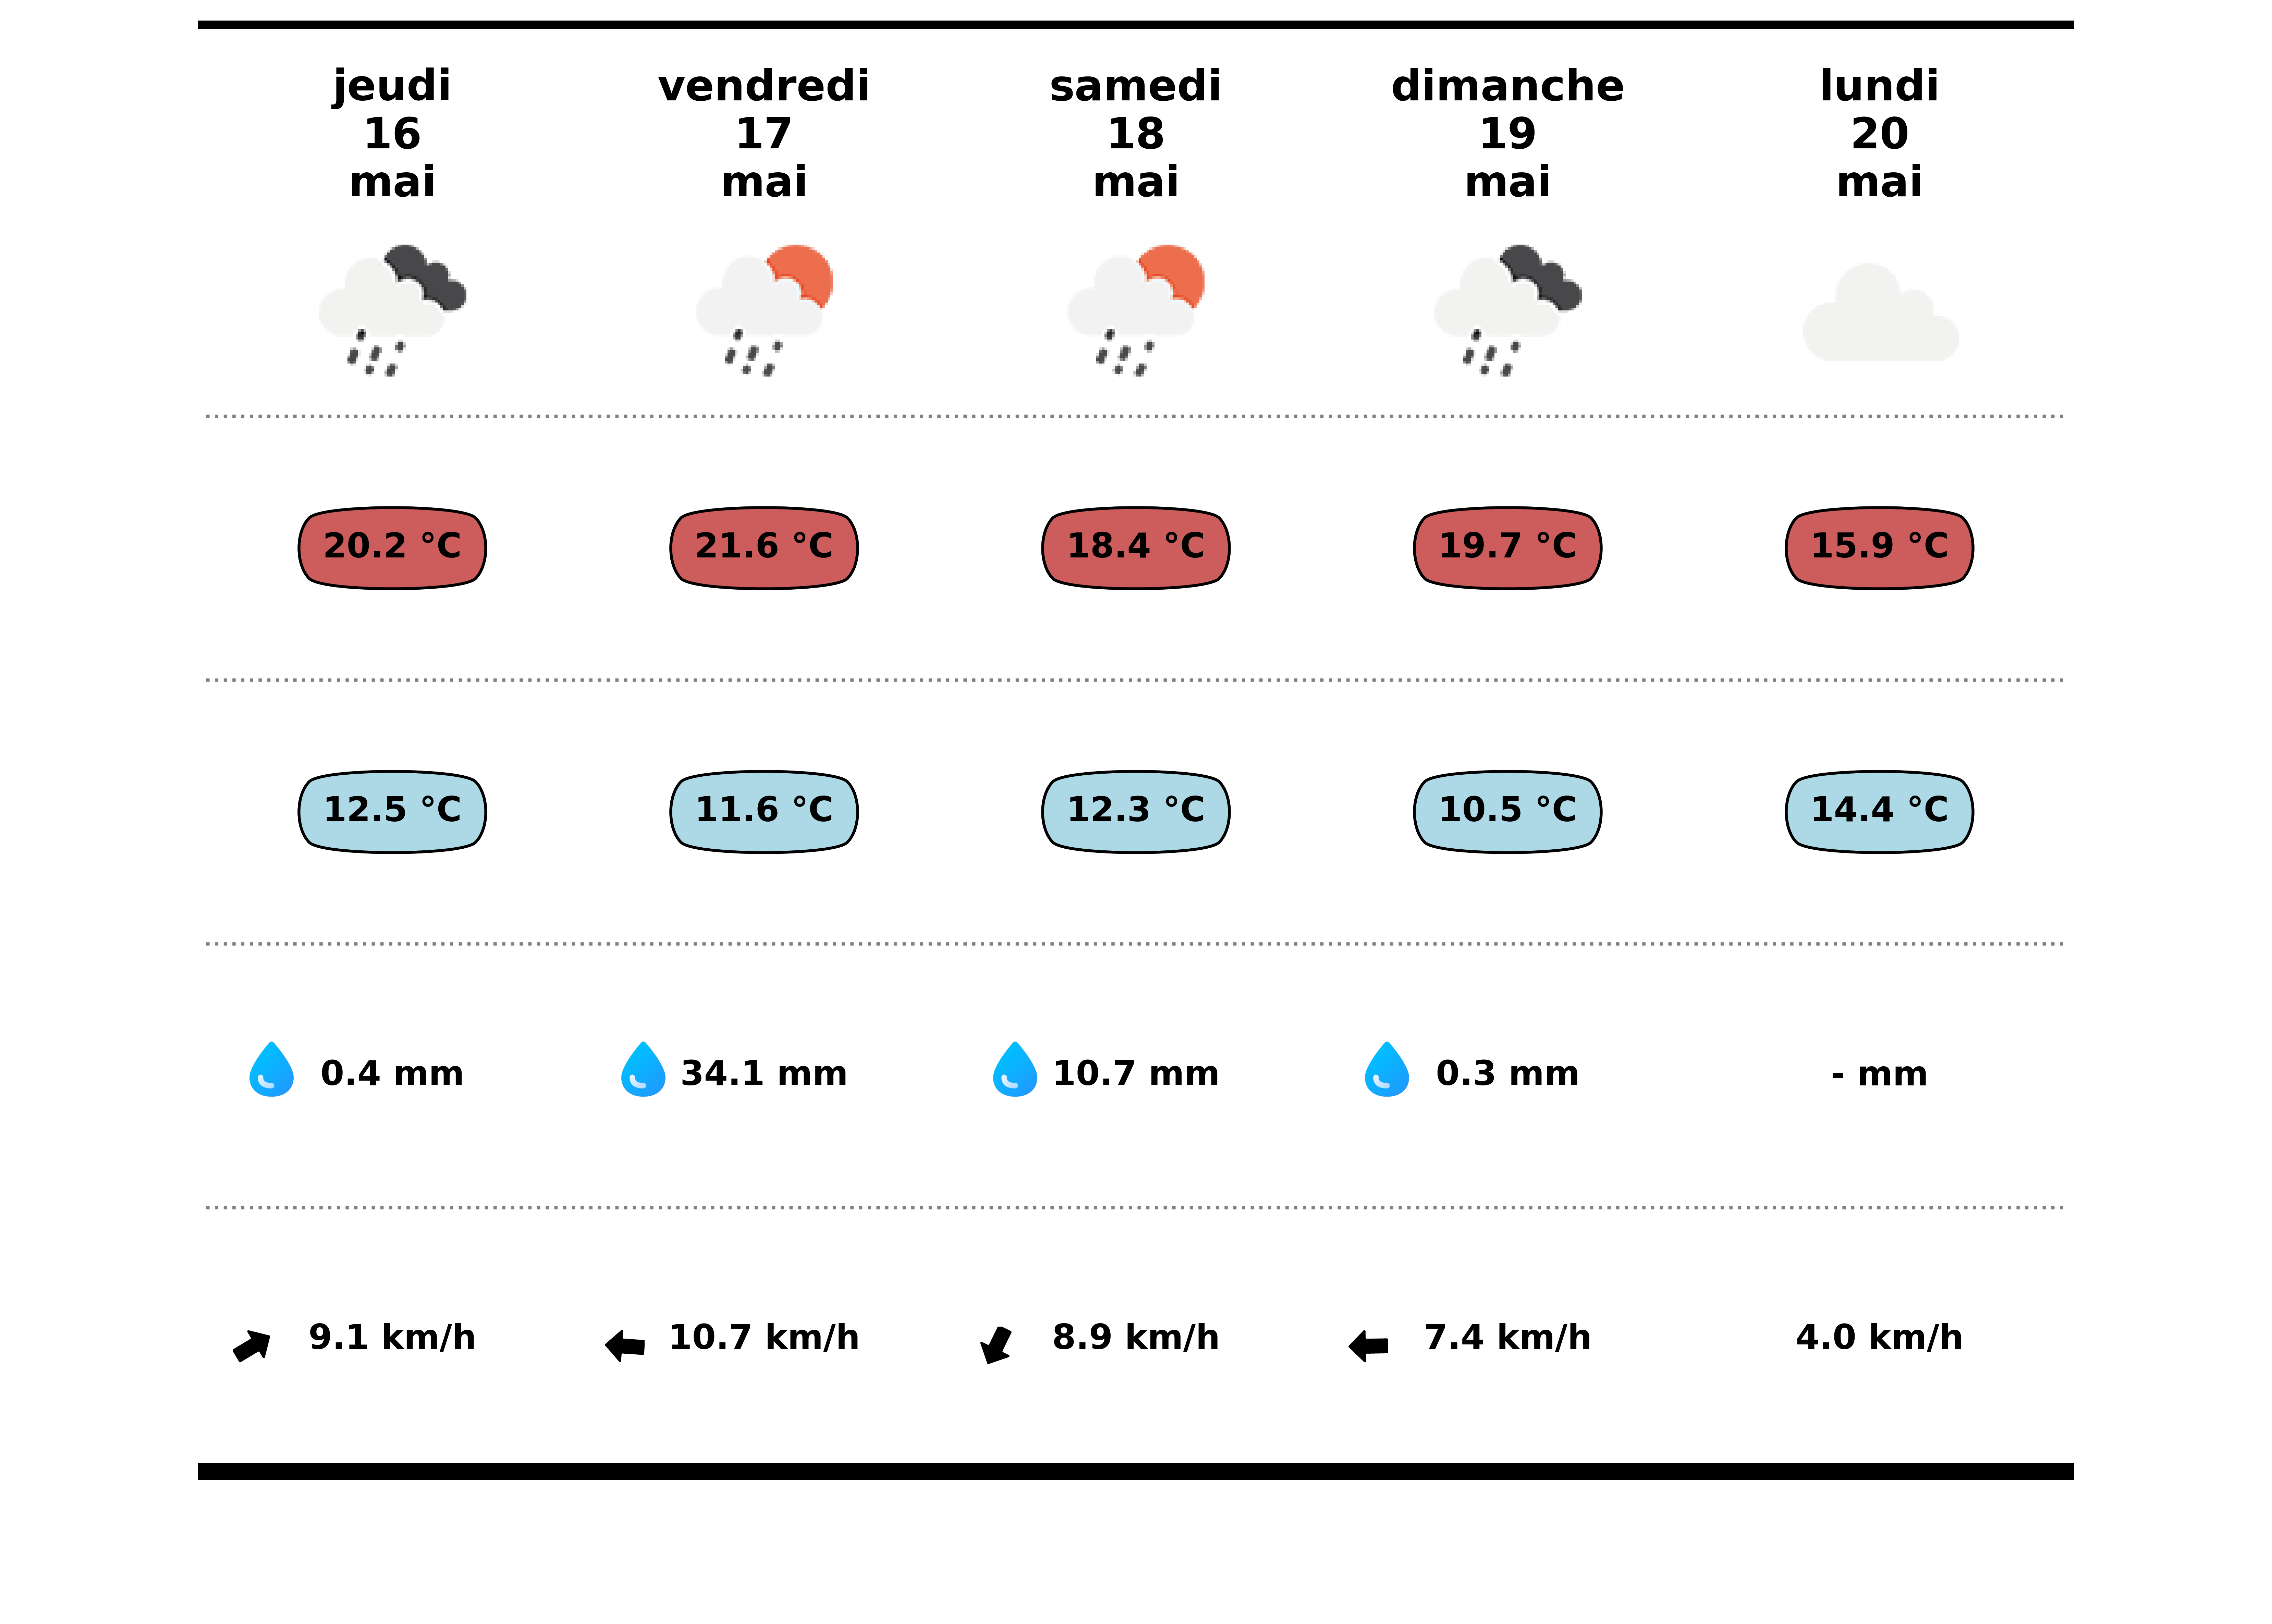 jeudi
16
mai
vendredi
17
mai
samedi
18
mai
dimanche
19
mai
lundi
20
mai
20.2 °C
21.6 °C
18.4 °C
19.7 °C
15.9 °C
12.5 °C
11.6 °C
12.3 °C
10.5 °C
14.4 °C
0.4 mm
34.1 mm
10.7 mm
0.3 mm
- mm
9.1 km/h
10.7 km/h
8.9 km/h
7.4 km/h
4.0 km/h